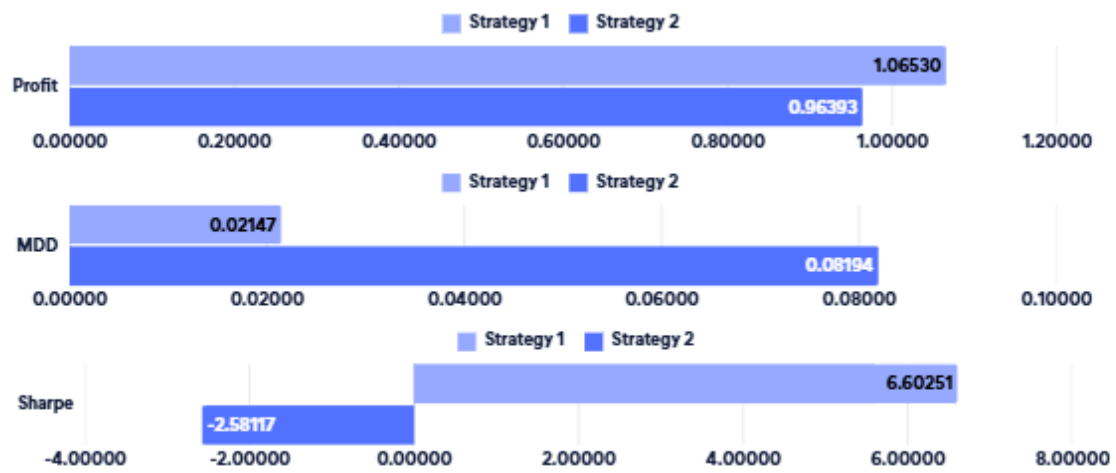 Strategy 1 Strategy 2
1.06530
Profit
0.96393
0.00000 0.20000 0.40000 0.60000 0.80000 1.00000 1.20000
Strategy 1 Strategy 2
0.02147
MDD
0.08194
0.00000 0.02000 0.04000 0.06000 0.08000 0.10000
Strategy 1 Strategy 2
6.60251
Sharpe
-2.58117
-4.00000 -2.00000 0.00000 2.00000 4.00000 6.00000 8.00000